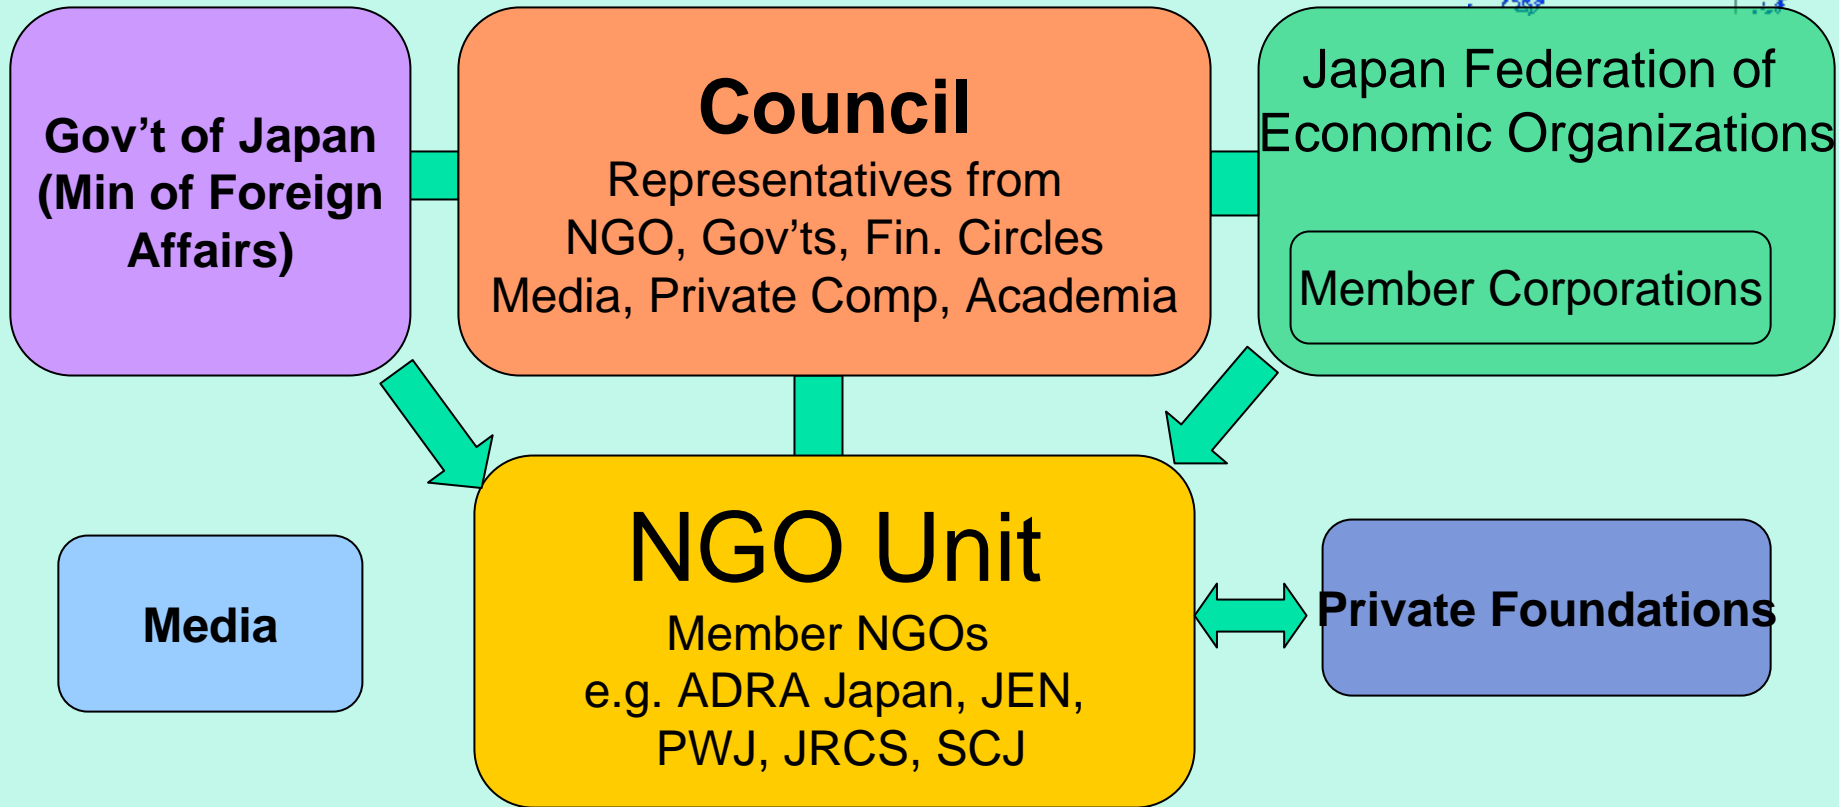 Gov’t of Japan
(Min of Foreign
Affairs)
Council
Representatives from
NGO, Gov’ts, Fin. Circles
Media, Private Comp, Academia
Japan Federation of
Economic Organizations
Member Corporations
NGO Unit
Member NGOs
e.g. ADRA Japan, JEN,
PWJ, JRCS, SCJ
Media
Private Foundations